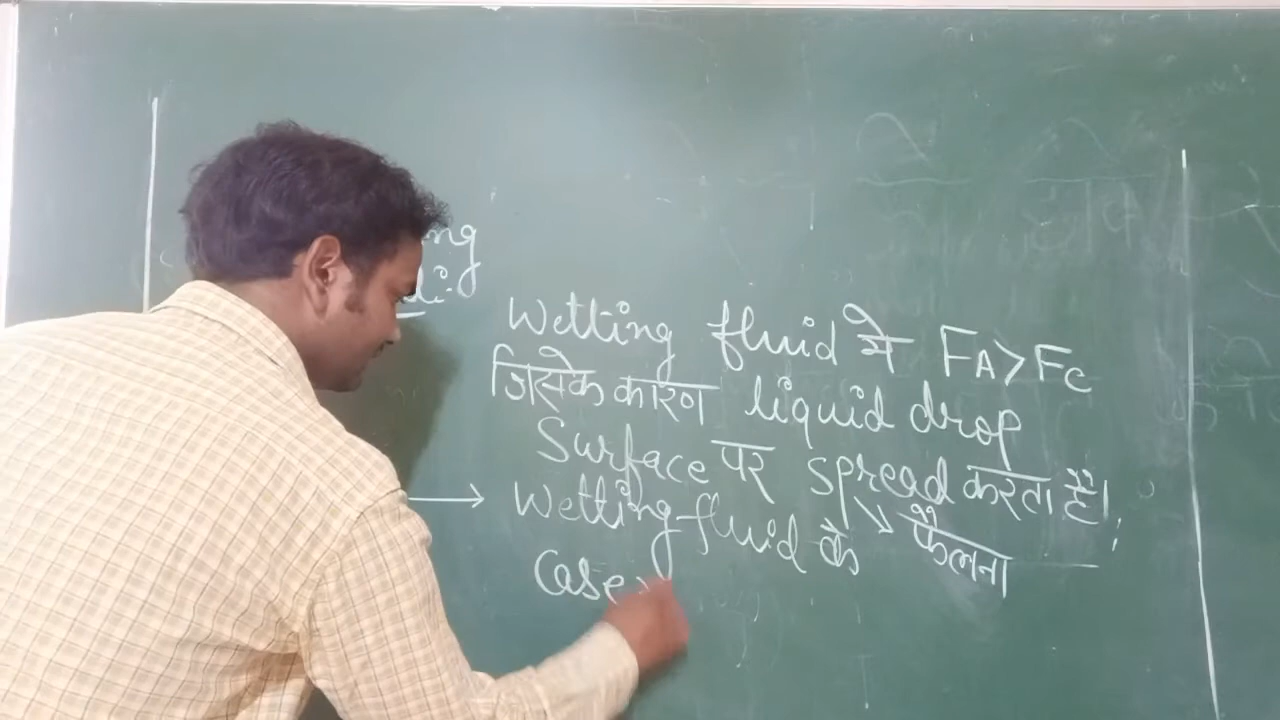 Wetting fluid मे FA>FC
जिसके कारण liquid drop
Surface पर spread करता है।
फैलना
Wetting fluid के
Case